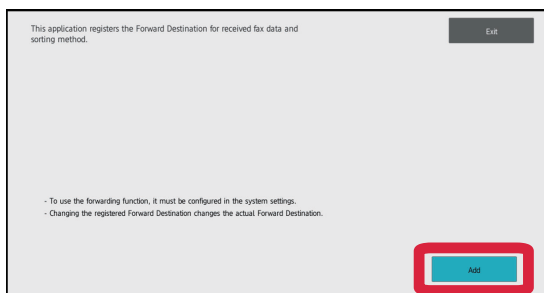 This application registers the Forward Destination for received fax data and
sorting method.
Exit
- To use the forwarding function, it must be configured in the system settings.
- Changing the registered Forward Destination changes the actual Forward Destination.
Add